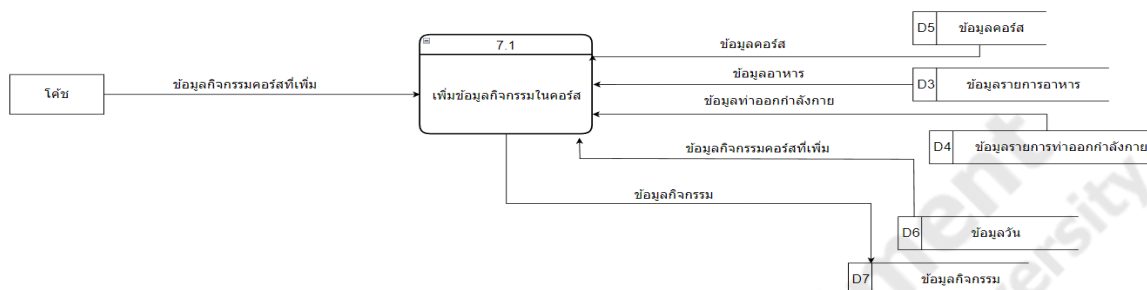 7.1
เพิ่มข้อมูลกิจกรรมในคอร์ส
โค้ช
ข้อมูลกิจกรรมคอร์สที่เพิ่ม
ข้อมูลคอร์ส
D5 ข้อมูลคอร์ส
ข้อมูลอาหาร
D3 ข้อมูลรายการอาหาร
ข้อมูลท่าออกกำลังกาย
D4 ข้อมูลรายการท่าออกกำลังกาย
ข้อมูลกิจกรรมคอร์สที่เพิ่ม
D6 ข้อมูลวัน
ข้อมูลกิจกรรม
D7 ข้อมูลกิจกรรม